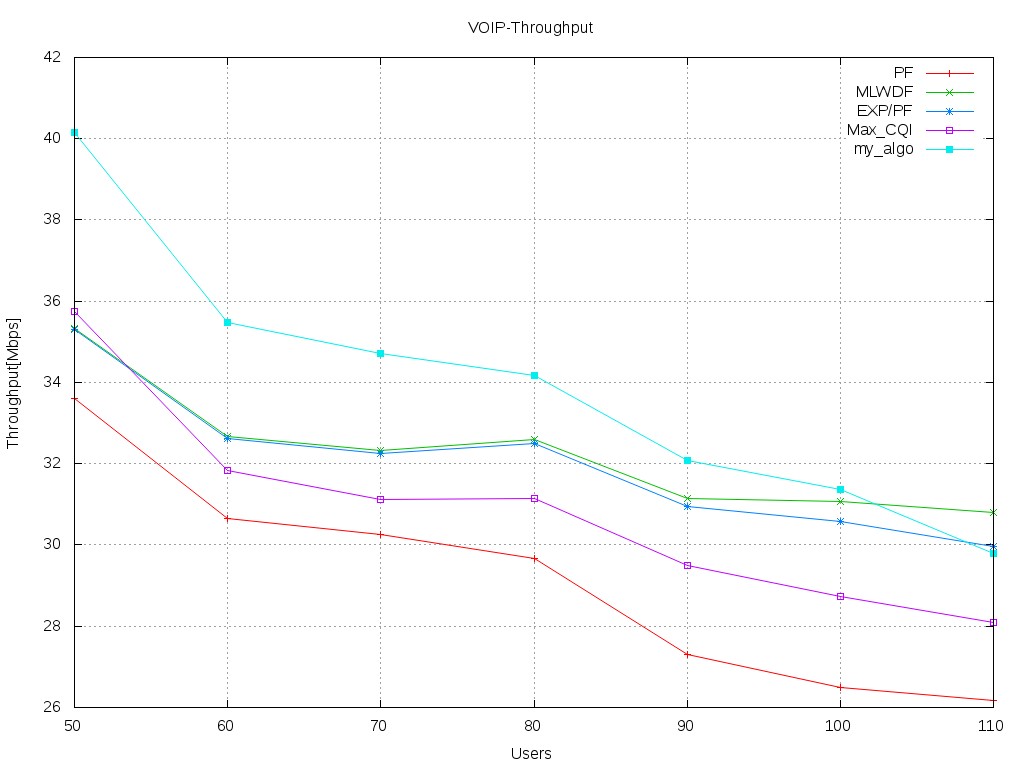 VOIP-Throughput
42
40
38
36
34
32
30
28
26
Throughput[Mbps]
PF
MLWDF
EXP/PF
Max_CQI
my_algo
50 60 70 80 90 100 110
Users